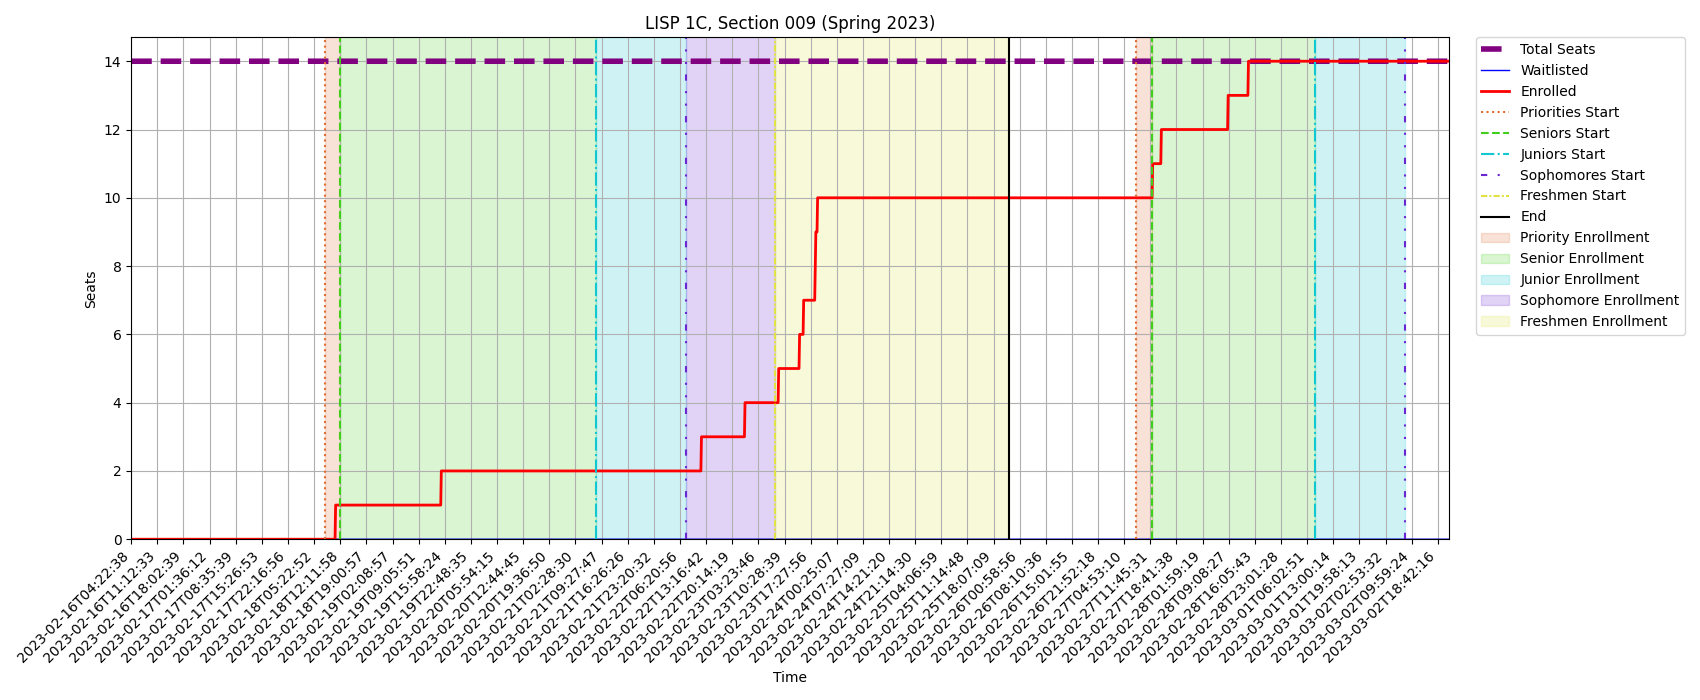 LISP 1C, Section 009 (Spring 2023)
Seats
14
12
10
8
6
4
2
0
2023-02-16T04:22:38
2023-02-16T11:12:33
2023-02-16T18:02:39
2023-02-17T01:36:12
2023-02-17T08:35:39
2023-02-17T15:26:53
2023-02-17T22:16:56
2023-02-18T05:22:52
2023-02-18T12:11:58
2023-02-18T19:00:57
2023-02-19T02:08:57
2023-02-19T09:05:51
2023-02-19T15:58:24
2023-02-19T22:48:35
2023-02-20T05:54:15
2023-02-20T12:44:45
2023-02-20T19:36:50
2023-02-21T02:28:30
2023-02-21T09:27:47
2023-02-21T16:26:26
2023-02-21T23:20:32
2023-02-22T06:20:56
2023-02-22T13:16:42
2023-02-22T20:14:19
2023-02-23T03:23:46
2023-02-23T10:28:39
2023-02-23T17:27:56
2023-02-24T00:25:07
2023-02-24T07:27:09
2023-02-24T14:21:20
2023-02-24T21:14:30
2023-02-25T04:06:59
2023-02-25T11:14:48
2023-02-25T18:07:09
2023-02-26T00:58:56
2023-02-26T08:10:36
2023-02-26T15:01:55
2023-02-26T21:52:18
2023-02-27T04:53:10
2023-02-27T11:45:31
2023-02-27T18:41:38
2023-02-28T01:59:19
2023-02-28T09:08:27
2023-02-28T16:05:43
2023-02-28T23:01:28
2023-03-01T06:02:51
2023-03-01T13:00:14
2023-03-01T19:58:13
2023-03-02T02:53:32
2023-03-02T09:59:24
2023-03-02T18:42:16
Time
Total Seats
Waitlisted
Enrolled
Priorities Start
Seniors Start
Juniors Start
Sophomores Start
Freshmen Start
End
Priority Enrollment
Senior Enrollment
Junior Enrollment
Sophomore Enrollment
Freshmen Enrollment